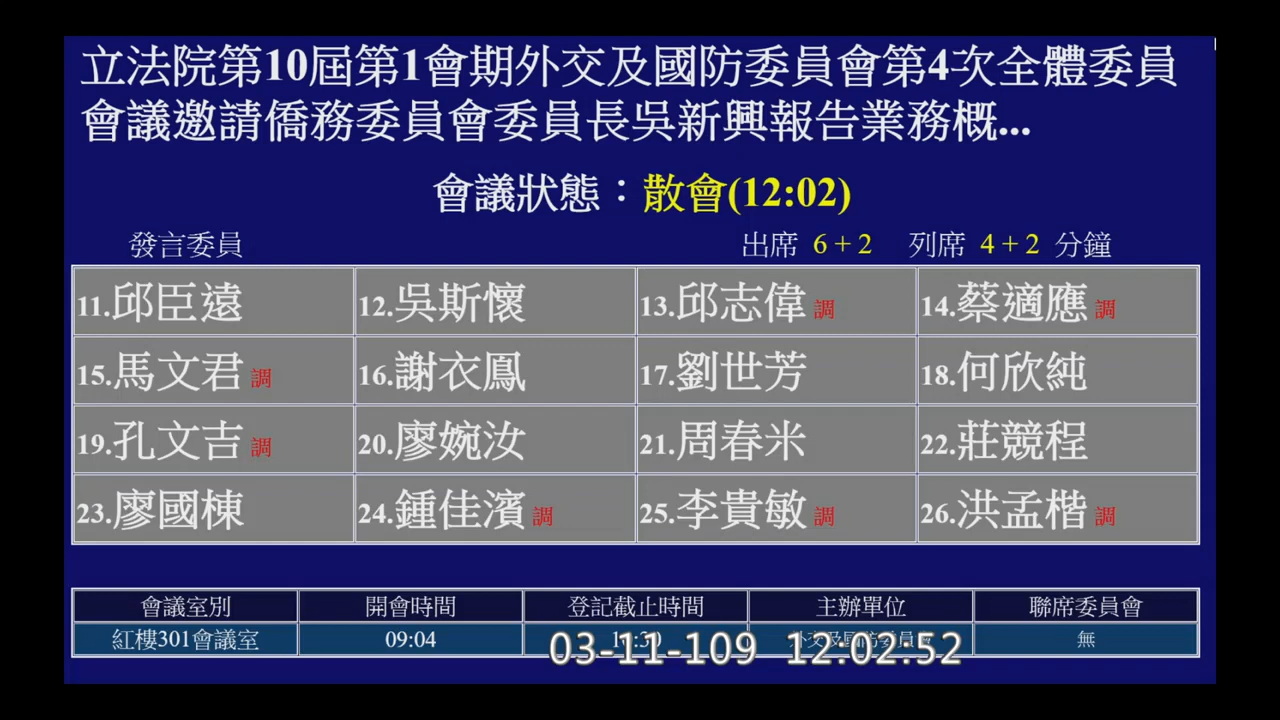 立法院第10屆第1會期外交及國防委員會第4次全體委員
會議邀請僑務委員會委員長吳新興報告業務概...
會議狀態：散會(12:02)
發言委員 出席 6+2 列席 4+2 分鐘
11.邱臣遠 12.吳斯懷 13.邱志偉 調 14.蔡適應 調
15.馬文君 調 16.謝衣鳳 17.劉世芳 18.何欣純
19.孔文吉 調 20.廖婉汝 21.周春米 22.莊競程
23.廖國棟 24.鍾佳濱 調 25.李貴敏 調 26.洪孟楷 調
會議室別 開會時間 登記截止時間 主辦單位 聯席委員會
紅樓301會議室 09:04 外交及國防委員會 無
03-11-109 12:02:52